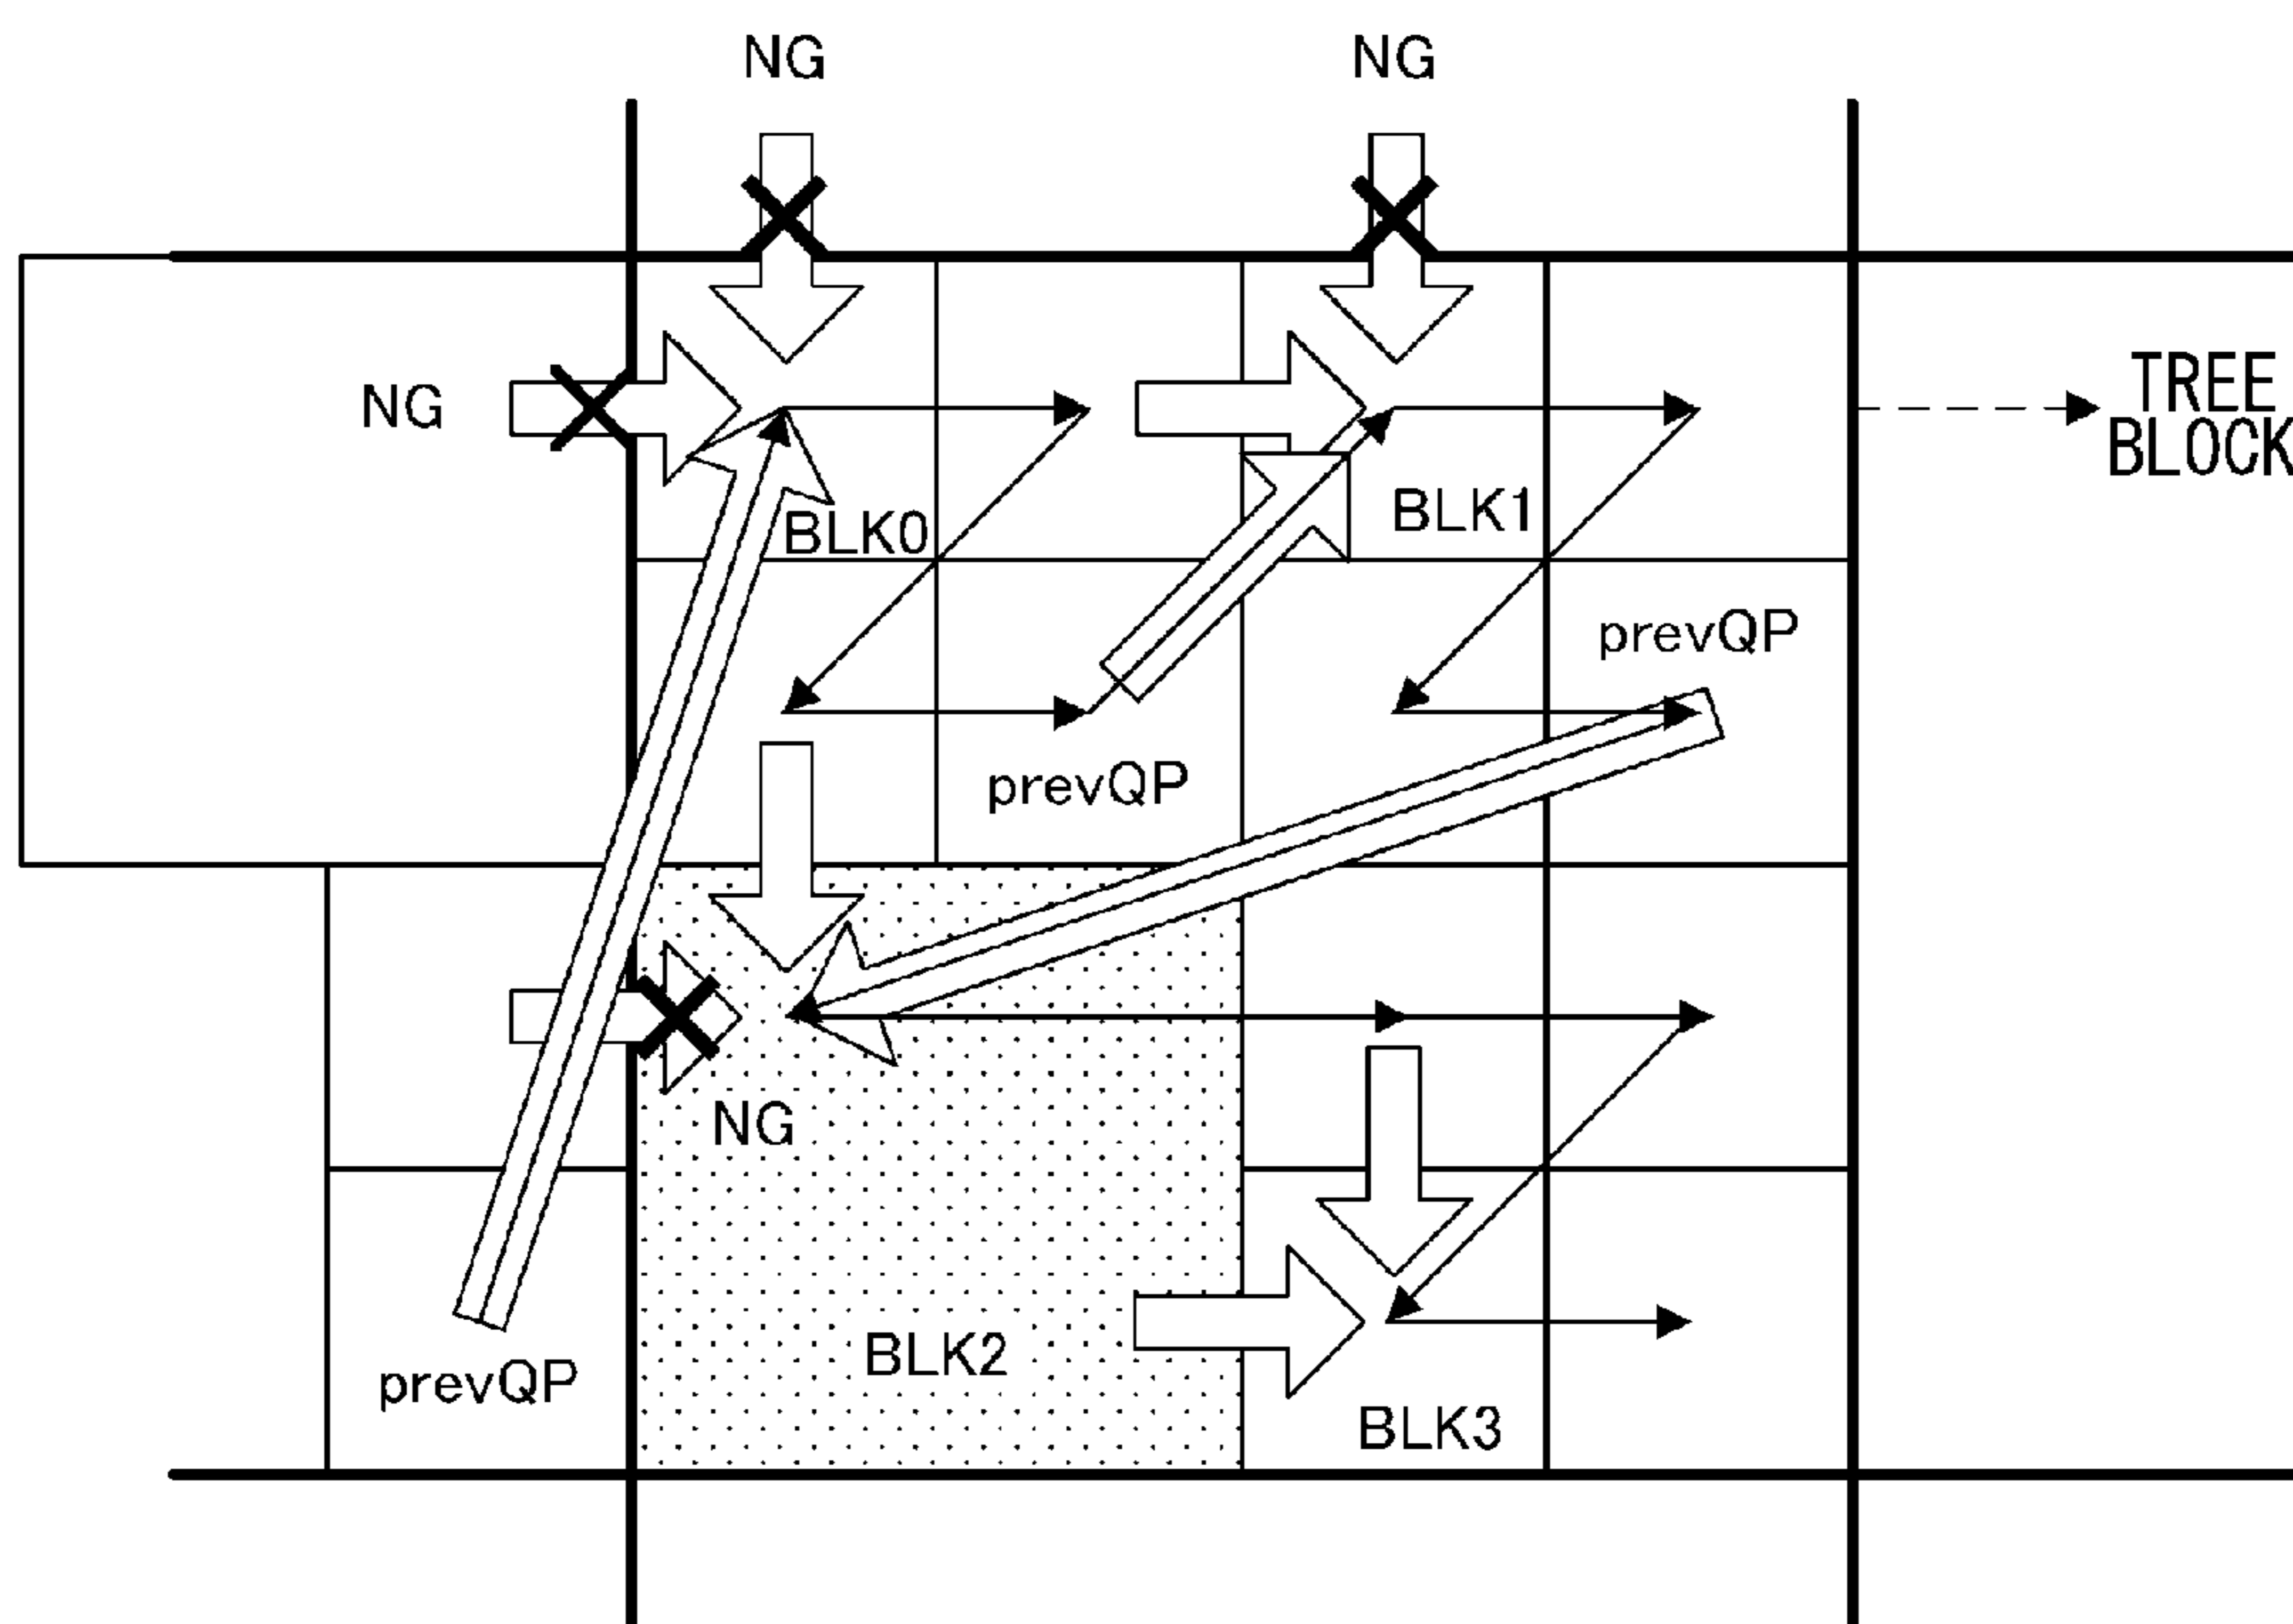 NG
NG
NG
TREE
BLOCK
BLK0
BLK1
prevQP
prevQP
NG
BLK2
prevQP
BLK3